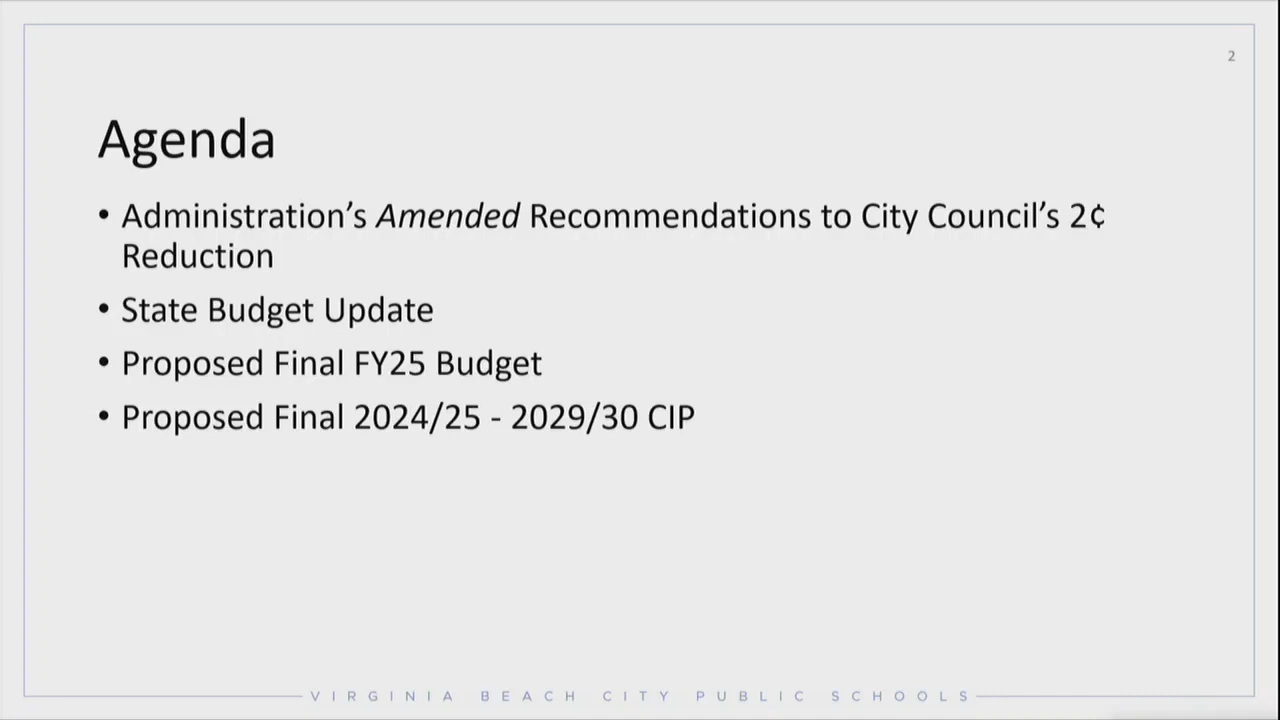 2
Agenda
• Administration’s Amended Recommendations to City Council’s 2¢
Reduction
• State Budget Update
• Proposed Final FY25 Budget
• Proposed Final 2024/25 - 2029/30 CIP
VIRGINIA BEACH CITY PUBLIC SCHOOLS